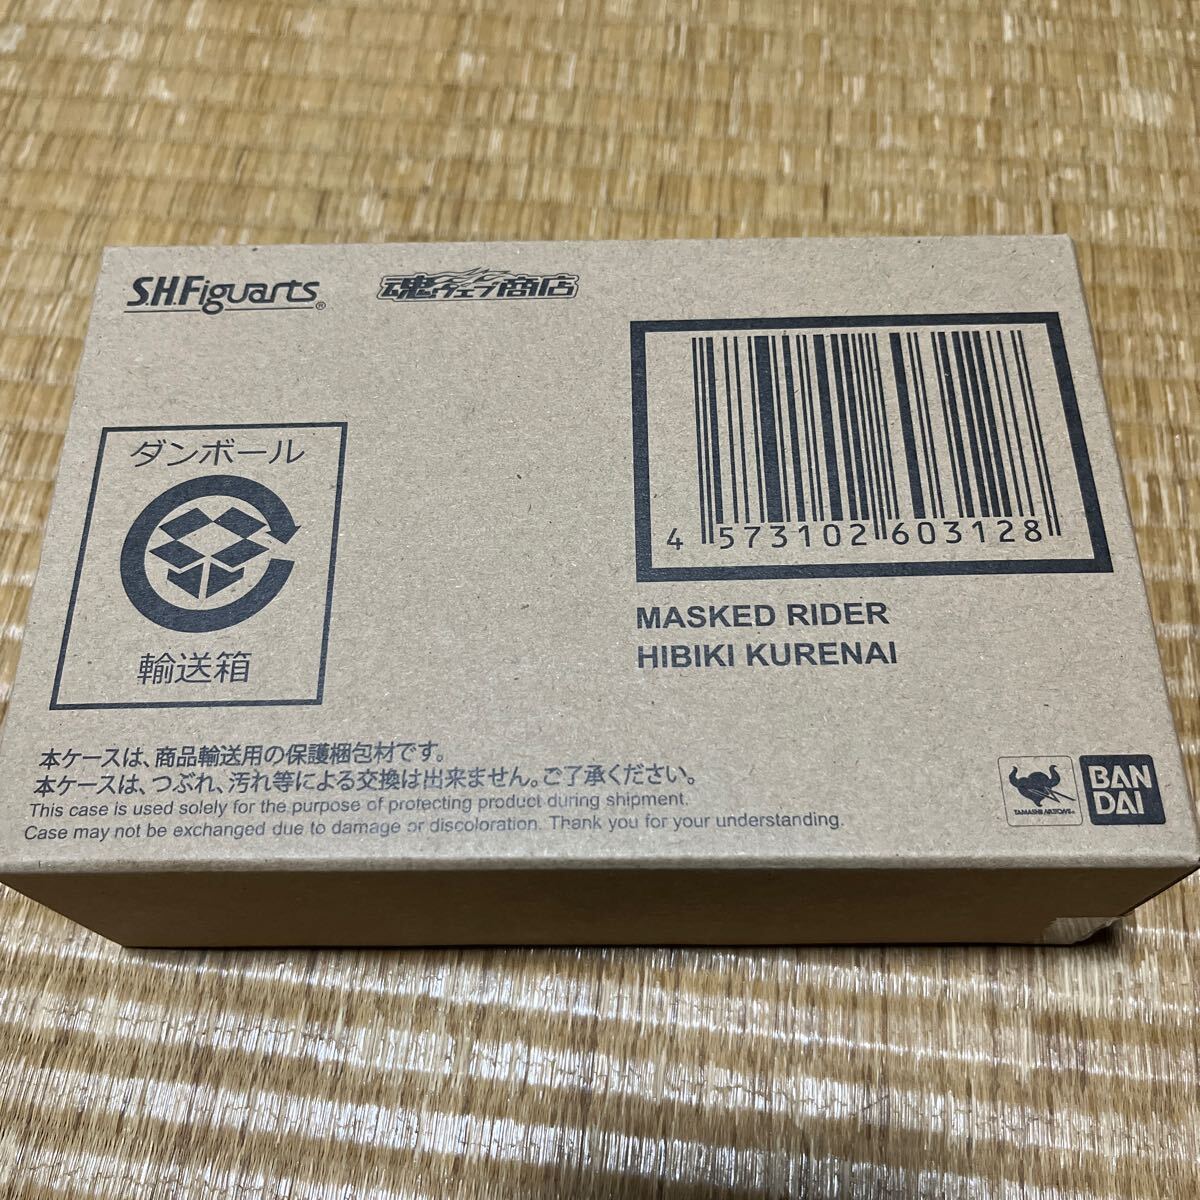 S.H.Figuarts®
魂ウェブ商店
4 573102 603128
MASKED RIDER
HIBIKI KURENAI
ダンボール
輸送箱
本ケースは、商品輸送用の保護梱包材です。
本ケースは、つぶれ、汚れ等による交換は出来ません。ご了承ください。
This case is used solely for the purpose of protecting product during shipment.
Case may not be exchanged due to damage or discoloration. Thank you for your understanding.
TAMASHII NATIONS
BAN
DAI